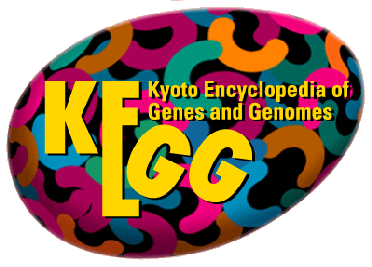 KEGG
Kyoto Encyclopedia of
Genes and Genomes